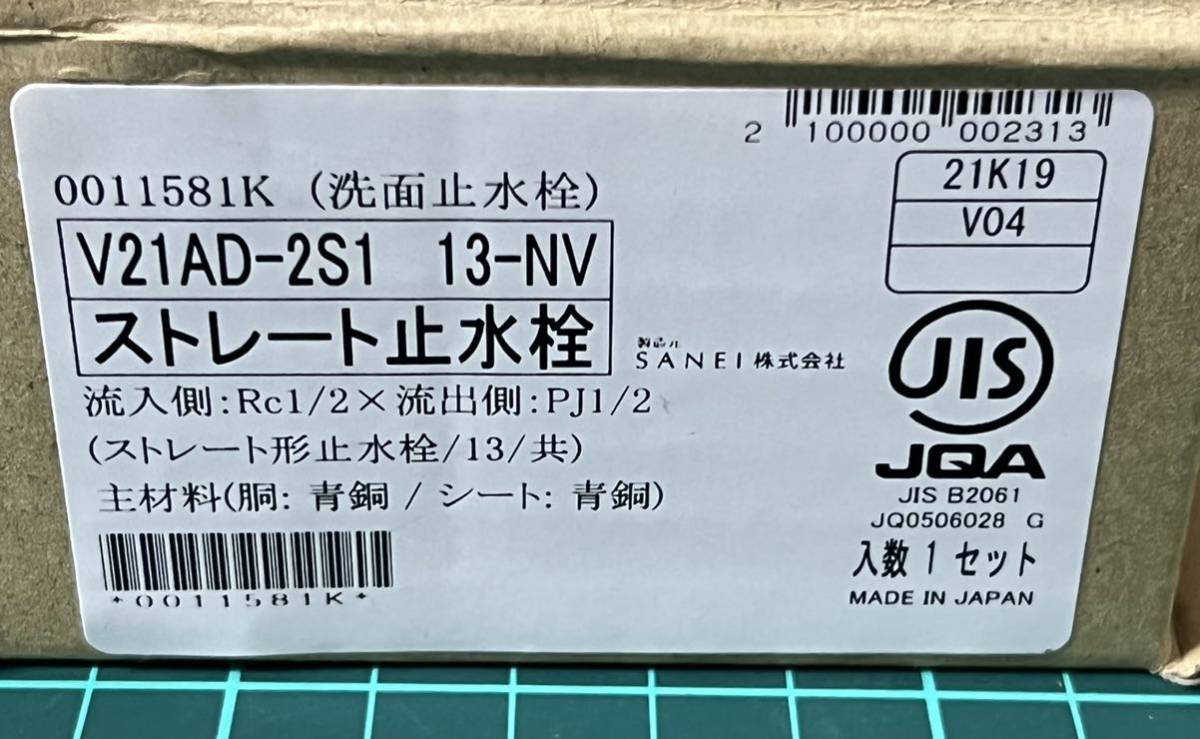 2 100000 002313
0011581K (洗面止水栓)
21K19
V04
V21AD-2S1 13-NV
ストレート止水栓
製造元
SANEI株式会社
JIS
JQA
流入側:Rc1/2×流出側:PJ1/2
(ストレート形止水栓/13/共)
主材料(胴: 青銅 / シート: 青銅)
JIS B2061
JQ0506028 G
入数 1 セット
MADE IN JAPAN
*0011581K*